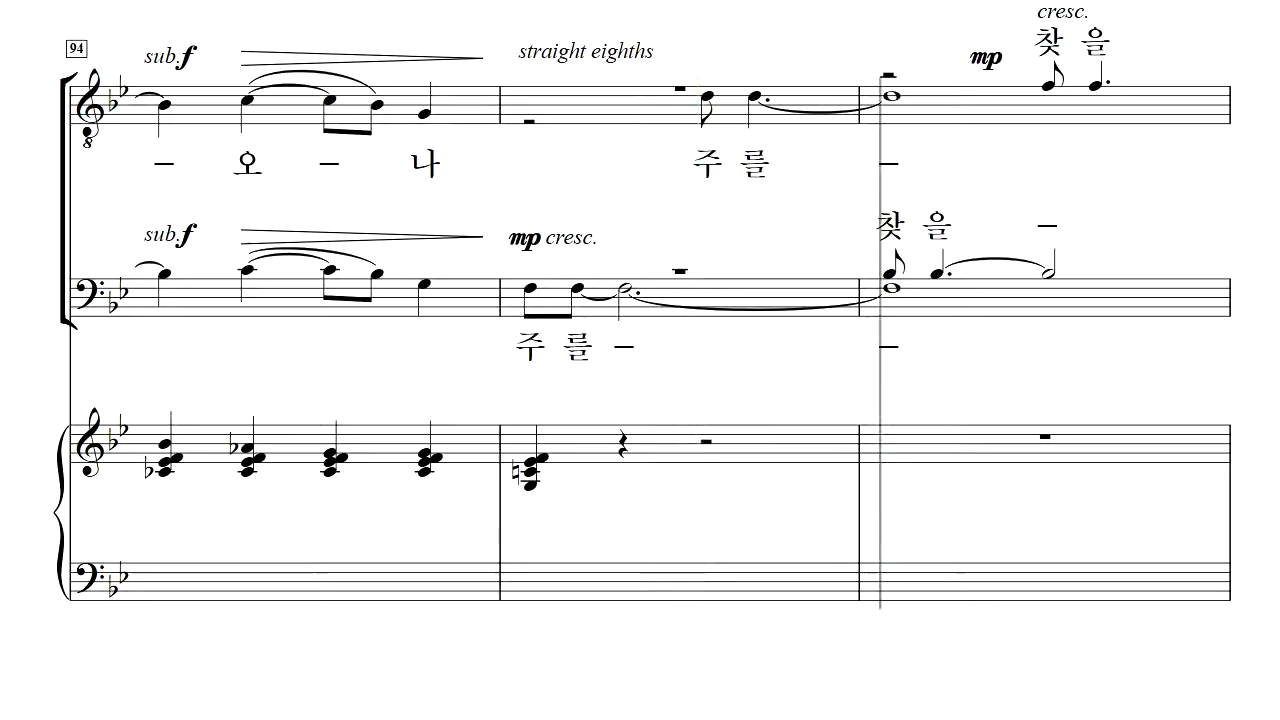 cresc.
찾 을
94
sub.f
straight eighths
mp
– 오 – 나 주 를 –
찾 을 –
sub.f
mp cresc.
주 를 – –